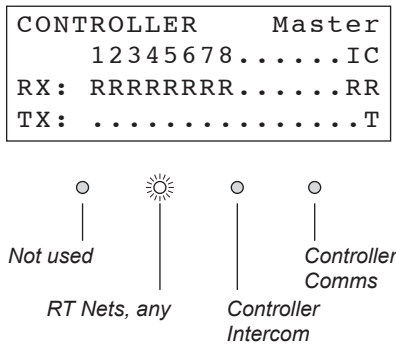 CONTROLLER Master
12345678......IC
RX: RRRRRRRR......RR
TX: ...............T
Not used
Controller
Comms
RT Nets, any
Controller
Intercom